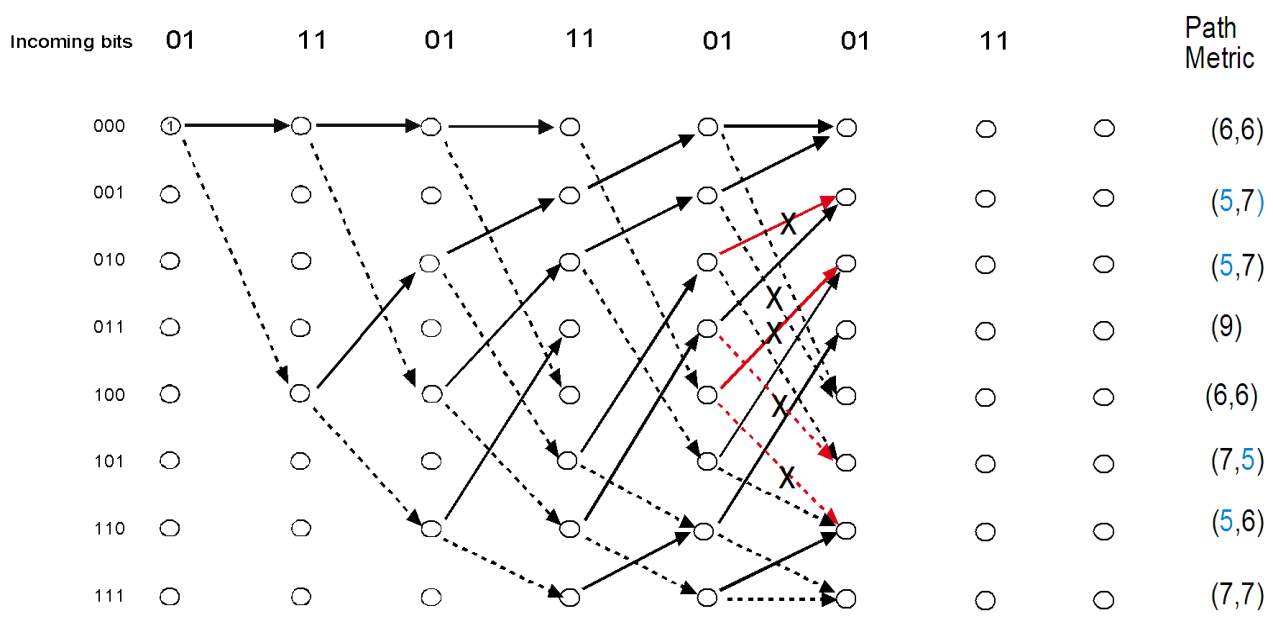 Incoming bits 01 11 01 11 01 01 11 Path
Metric
000 1 (6,6)
001 (5,7)
X
010 (5,7)
X
X
011 (9)
100 (6,6)
X
101 (7,5)
X
110 (5,6)
111 (7,7)